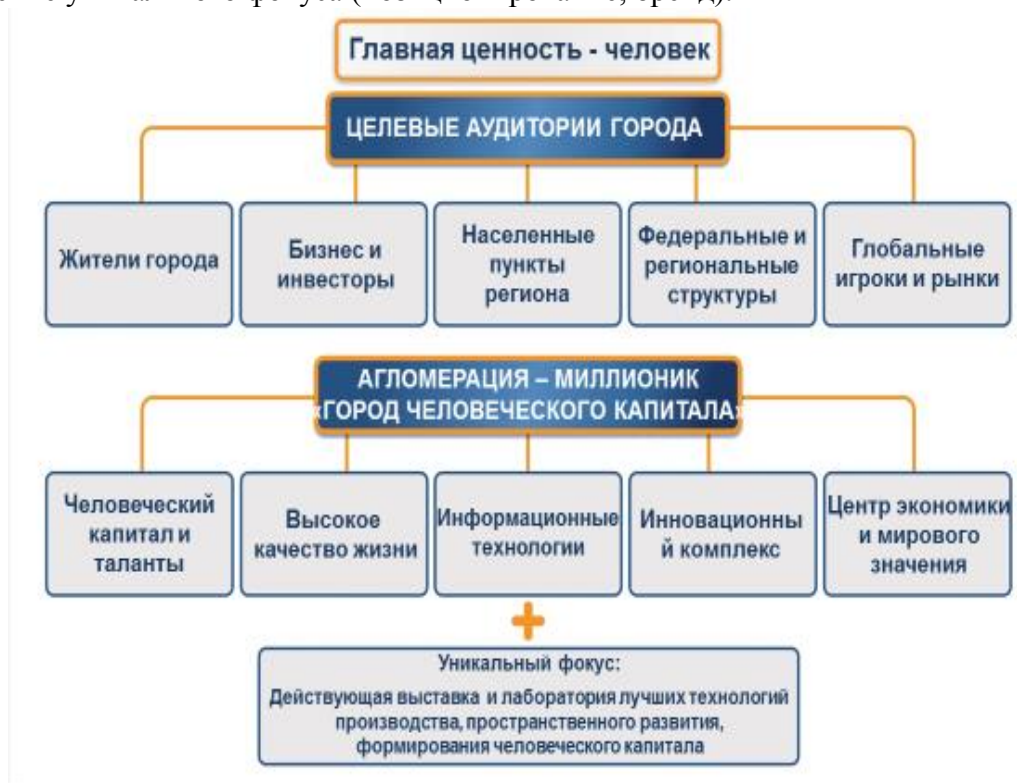 Главная ценность - человек
ЦЕЛЕВЫЕ АУДИТОРИИ ГОРОДА
Жители города
Бизнес и
инвесторы
Населенные
пункты
региона
Федеральные и
региональные
структуры
Глобальные
игроки и рынки
АГЛОМЕРАЦИЯ – МИЛЛИОНИК
«ГОРОД ЧЕЛОВЕЧЕСКОГО КАПИТАЛА»
Человеческий
капитал и
таланты
Высокое
качество жизни
Информационные
технологии
Инновационны
й комплекс
Центр экономики
и мирового
значения
Уникальный фокус:
Действующая выставка и лаборатория лучших технологий
производства, пространственного развития,
формирования человеческого капитала